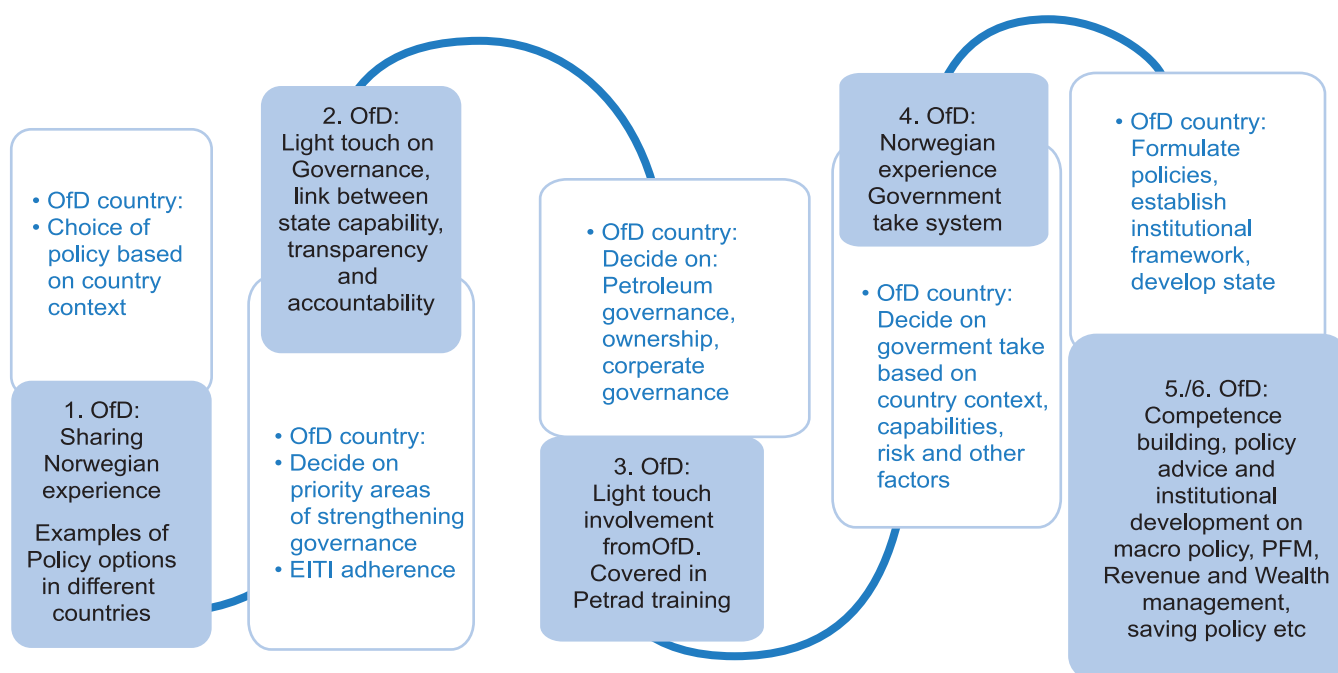 • OfD country:
• Choice of
policy based
on country
context
1. OfD:
Sharing
Norwegian
experience
Examples of
Policy options
in different
countries
2. OfD:
Light touch on
Governance,
link between
state capability,
transparency
and
accountability
• OfD country:
• Decide on
priority areas
of strengthening
governance
• EITI adherence
• OfD country:
Decide on:
Petroleum
governance,
ownership,
corperate
governance
3. OfD:
Light touch
involvement
fromOfD.
Covered in
Petrad training
4. OfD:
Norwegian
experience
Government
take system
• OfD country:
Decide on
goverment take
based on
country context,
capabilities,
risk and other
factors
• OfD country:
Formulate
policies,
establish
institutional
framework,
develop state
5./6. OfD:
Competence
building, policy
advice and
institutional
development on
macro policy, PFM,
Revenue and Wealth
management,
saving policy etc